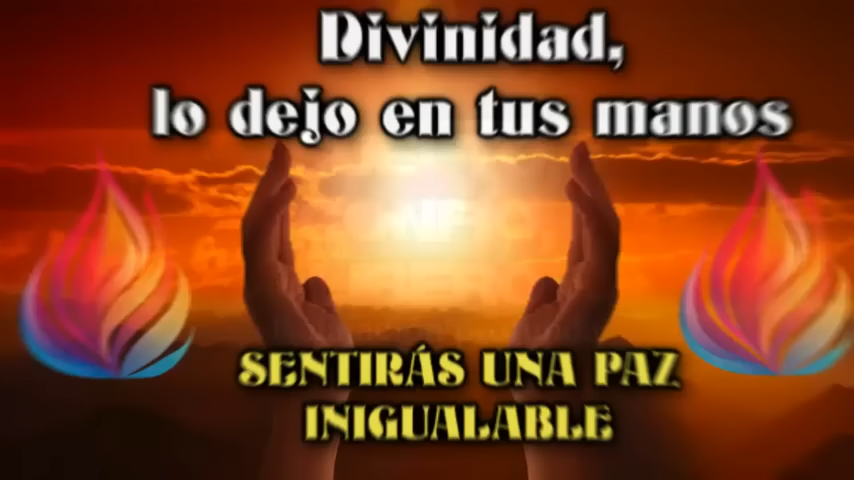 Divinidad,
lo dejo en tus manos
SENTIRÁS UNA PAZ
INIGUALABLE